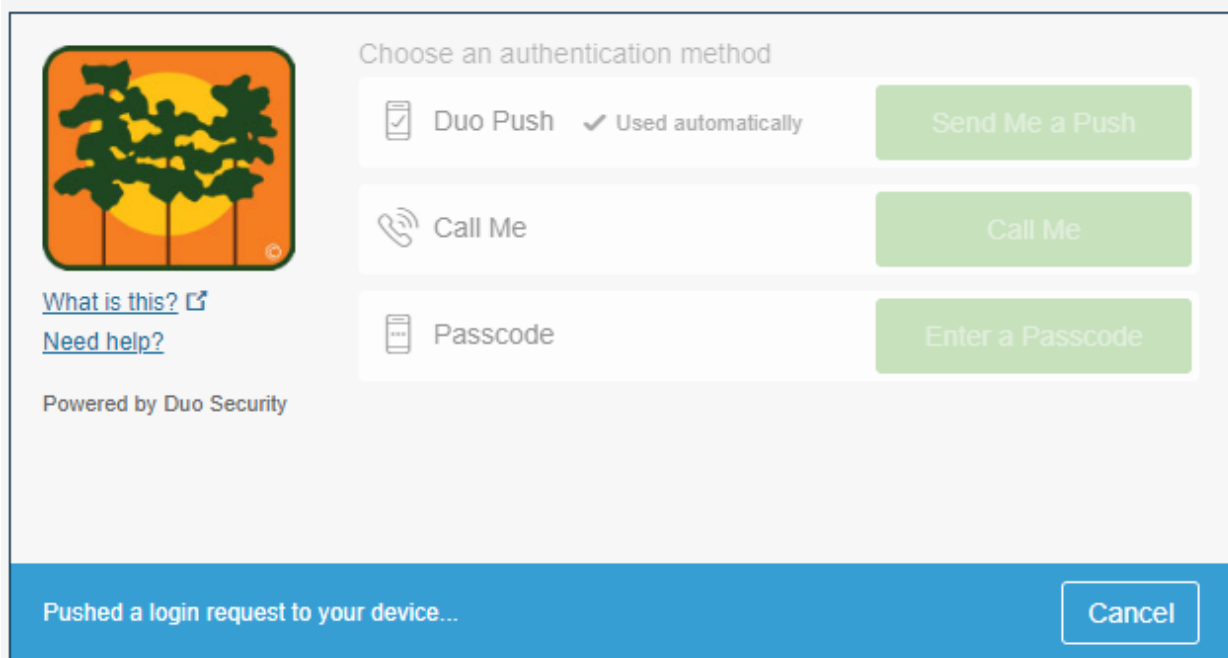 Choose an authentication method
Duo Push ✔ Used automatically
Send Me a Push
Call Me
Call Me
Passcode
Enter a Passcode
©
What is this?
Need help?
Powered by Duo Security
Pushed a login request to your device...
Cancel